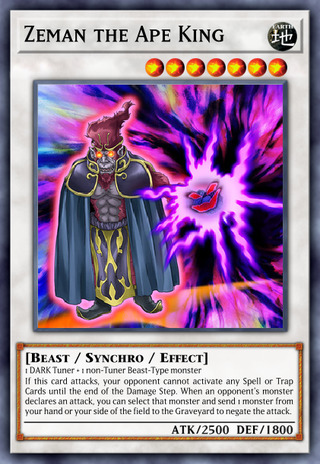 Zeman the Ape King
EARTH
地
[Beast / Synchro / Effect]
1 DARK Tuner + 1 non-Tuner Beast-Type monster
If this card attacks, your opponent cannot activate any Spell or Trap
Cards until the end of the Damage Step. When an opponent's monster
declares an attack, you can select that monster and send 1 monster from
your hand or your side of the field to the Graveyard to negate the attack.
ATK/2500 DEF/1800